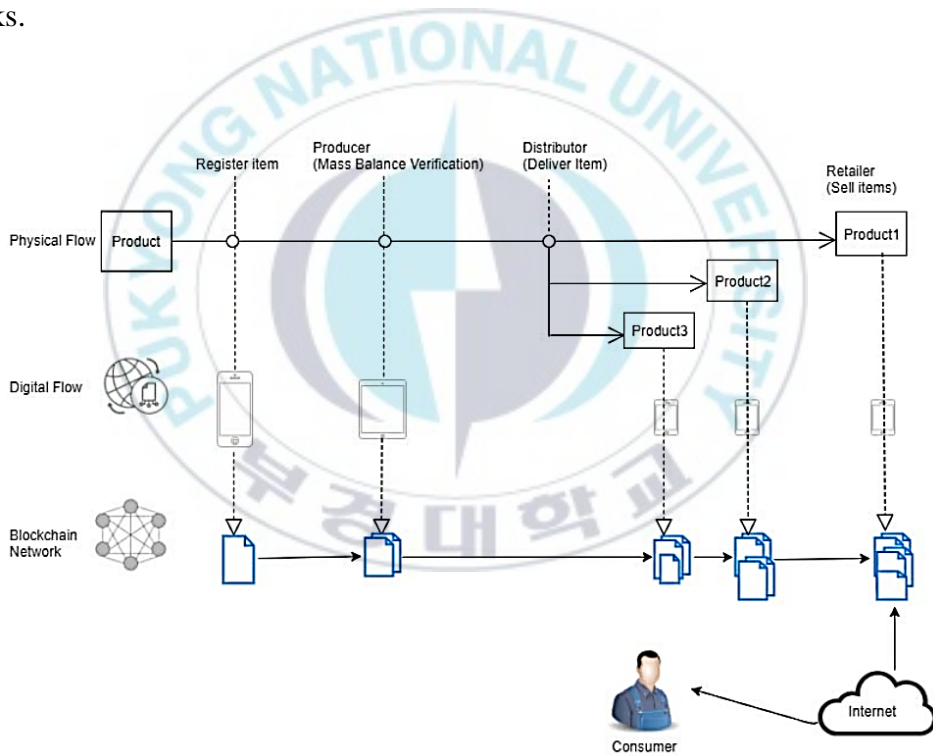 ks.
PUKYONG NATIONAL UNIVERSITY
Register item
Producer
(Mass Balance Verification)
Distributor
(Deliver Item)
Retailer
(Sell items)
Physical Flow
Product
Product1
Product2
Product3
Digital Flow
부경대학교
Blockchain
Network
Internet
Consumer